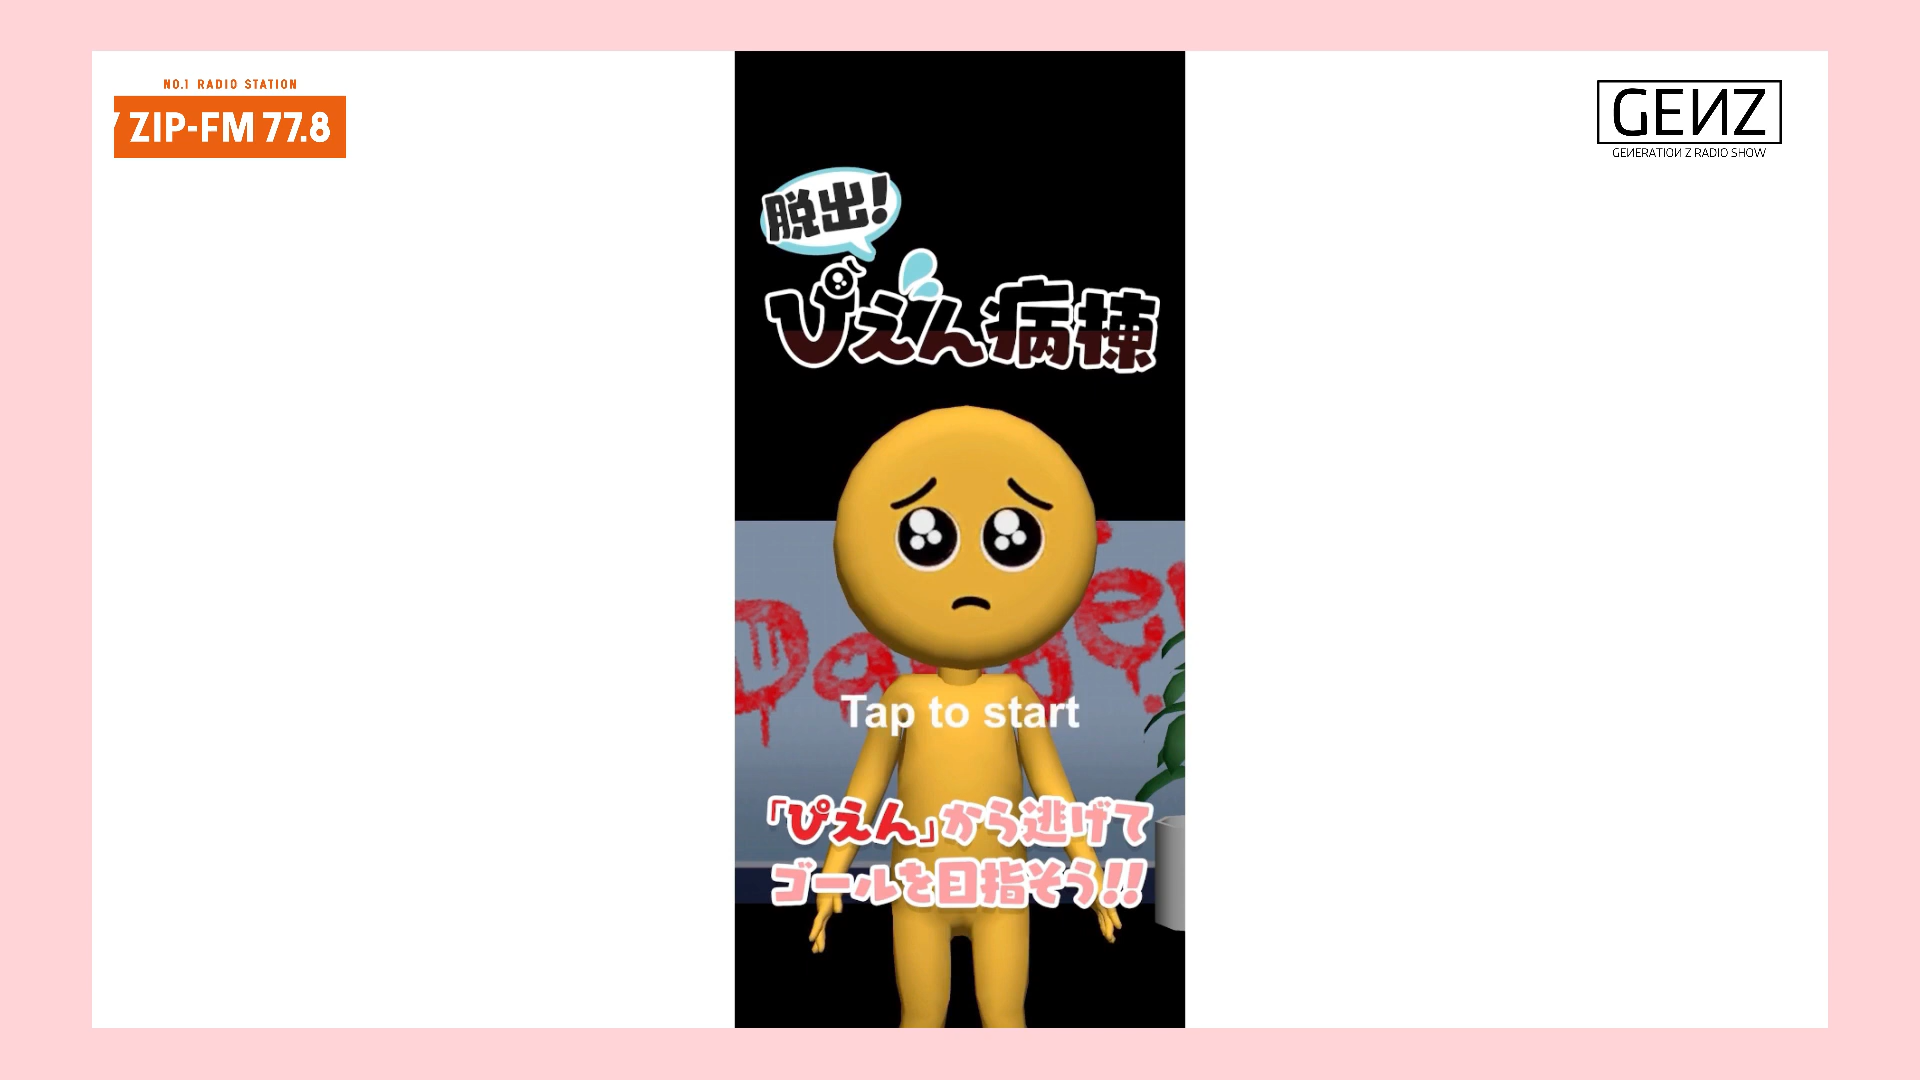 NO.1 RADIO STATION
ZIP-FM 77.8
GENZ
GENERATION Z RADIO SHOW
脱出!
ぴえん病棟
Danger
Tap to start
「ぴえん」から逃げて
ゴールを目指そう!!